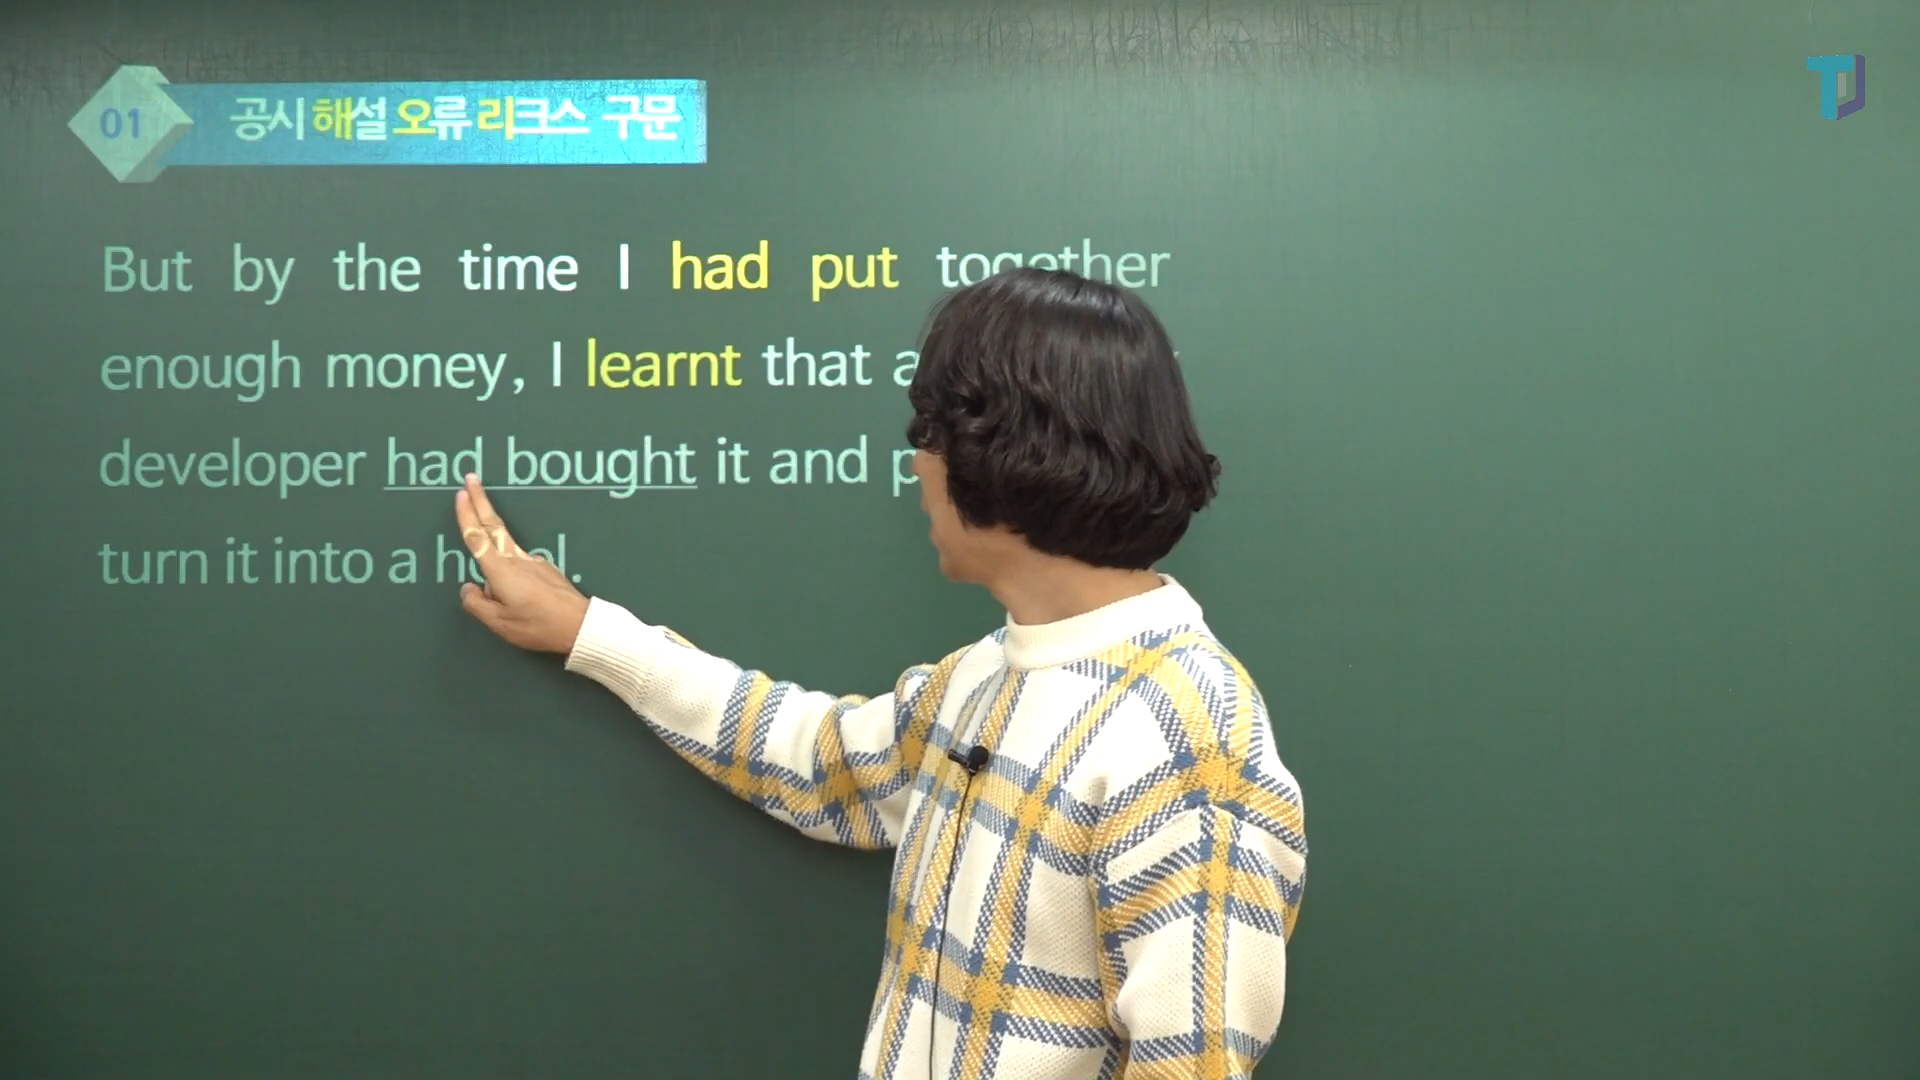 01 공시 해설 오류 리크스 구문
But by the time I had put together
enough money, I learnt that
developer had bought it and
turn it into a hotel.